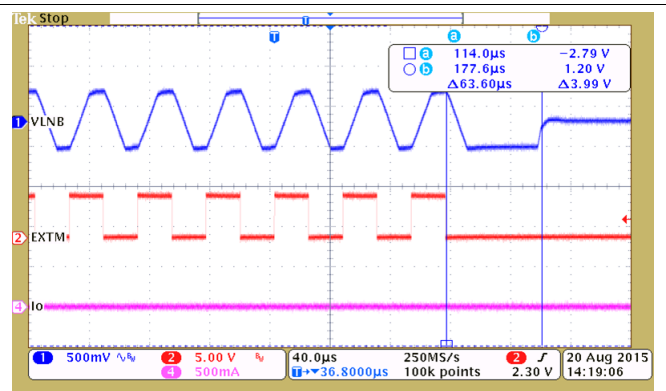 Tek Stop
T
T
a b
a 114.0µs −2.79 V
b 177.6µs 1.20 V
Δ63.60µs Δ3.99 V
1 VLNB
2 EXTM
4 Io
1 500mV 2 5.00 V 40.0µs 250MS/s 2 2.30 V 20 Aug 2015
4 500mA T→▼36.8000µs 100k points 14:19:06